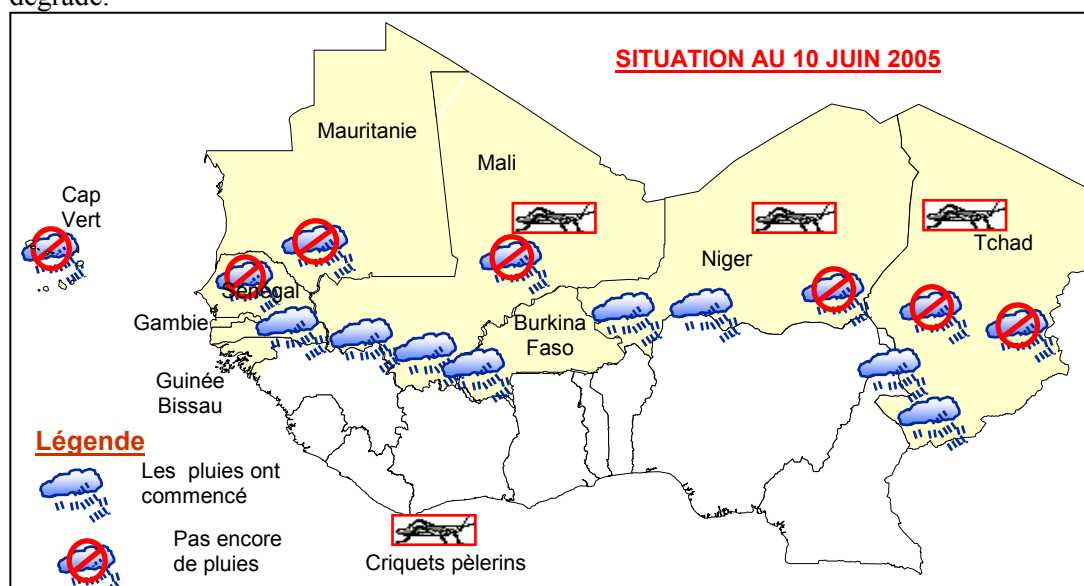 dégradé.
SITUATION AU 10 JUIN 2005
Mauritanie
Mali
Cap
Vert
Niger
Tchad
Sénégal
Gambie
Burkina
Faso
Guinée
Bissau
Légende
Les pluies ont
commencé
Pas encore
de pluies
Criquets pèlerins